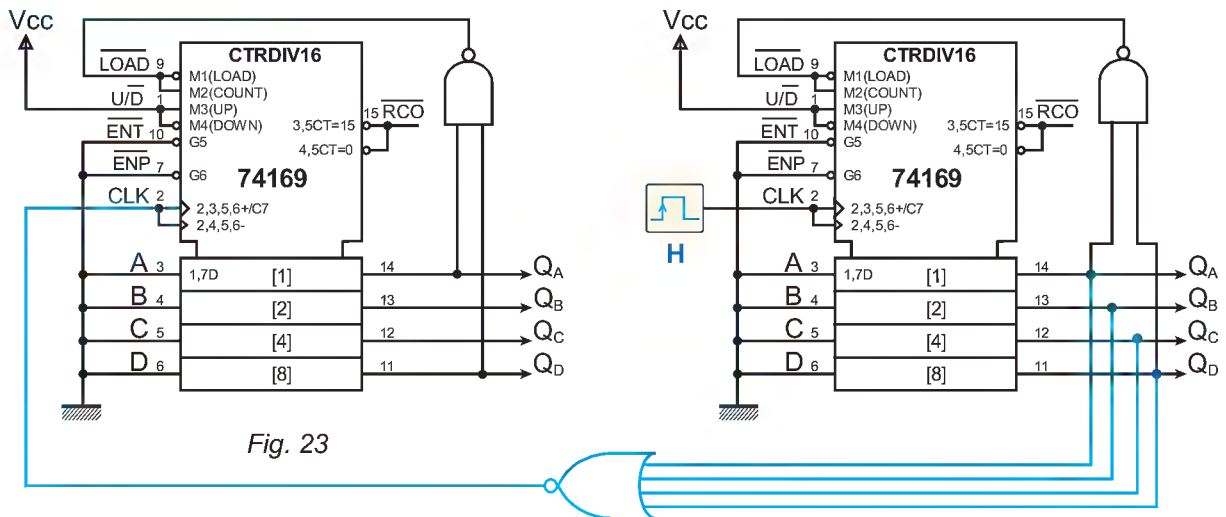 Vcc
CTRDIV16
LOAD 9
M1(LOAD)
M2(COUNT)
U/D 1
M3(UP)
M4(DOWN)
ENT 10
G5
ENP 7
G6
CLK 2
2,3,5,6+/C7
2,4,5,6-
3,5CT=15
4,5CT=0
15 RCO
74169
A 3
1,7D
[1]
14
QA
B 4
[2]
13
QB
C 5
[4]
12
QC
D 6
[8]
11
QD
Fig. 23
Vcc
CTRDIV16
LOAD 9
M1(LOAD)
M2(COUNT)
U/D 1
M3(UP)
M4(DOWN)
ENT 10
G5
ENP 7
G6
CLK 2
2,3,5,6+/C7
2,4,5,6-
3,5CT=15
4,5CT=0
15 RCO
74169
H
A 3
1,7D
[1]
14
QA
B 4
[2]
13
QB
C 5
[4]
12
QC
D 6
[8]
11
QD